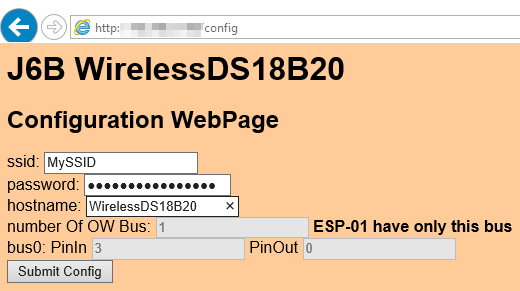 http: /config
J6B WirelessDS18B20
Configuration WebPage
ssid: MySSID
password: ●●●●●●●●●●●●●●●●
hostname: WirelessDS18B20 ×
number Of OW Bus: 1 ESP-01 have only this bus
bus0: PinIn 3 PinOut 0
Submit Config